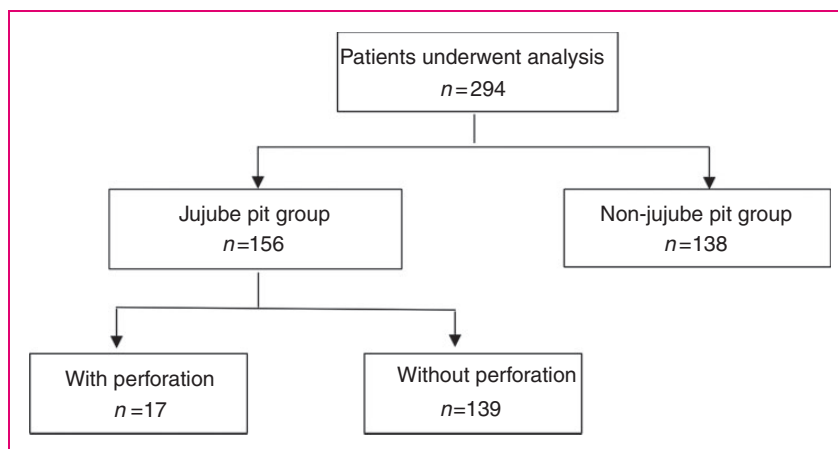 Patients underwent analysis
n=294
Jujube pit group
n=156
Non-jujube pit group
n=138
With perforation
n=17
Without perforation
n=139